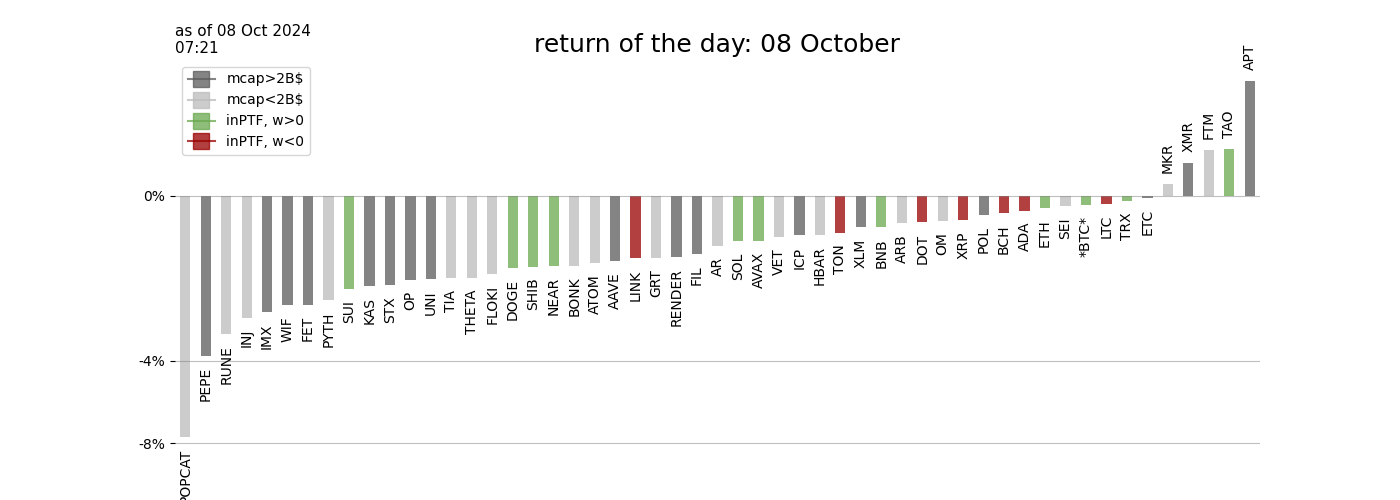 as of 08 Oct 2024
07:21
return of the day: 08 October
mcap>2B$
mcap<2B$
inPTF, w>0
inPTF, w<0
0%
-4%
-8%
POPCAT
PEPE
RUNE
INJ
IMX
WIF
FET
PYTH
SUI
KAS
STX
OP
UNI
TIA
THETA
FLOKI
DOGE
SHIB
NEAR
BONK
ATOM
AAVE
LINK
GRT
RENDER
FIL
AR
SOL
AVAX
VET
ICP
HBAR
TON
XLM
BNB
ARB
DOT
OM
XRP
POL
BCH
ADA
ETH
SEI
*BTC*
LTC
TRX
ETC
MKR
XMR
FTM
TAO
APT